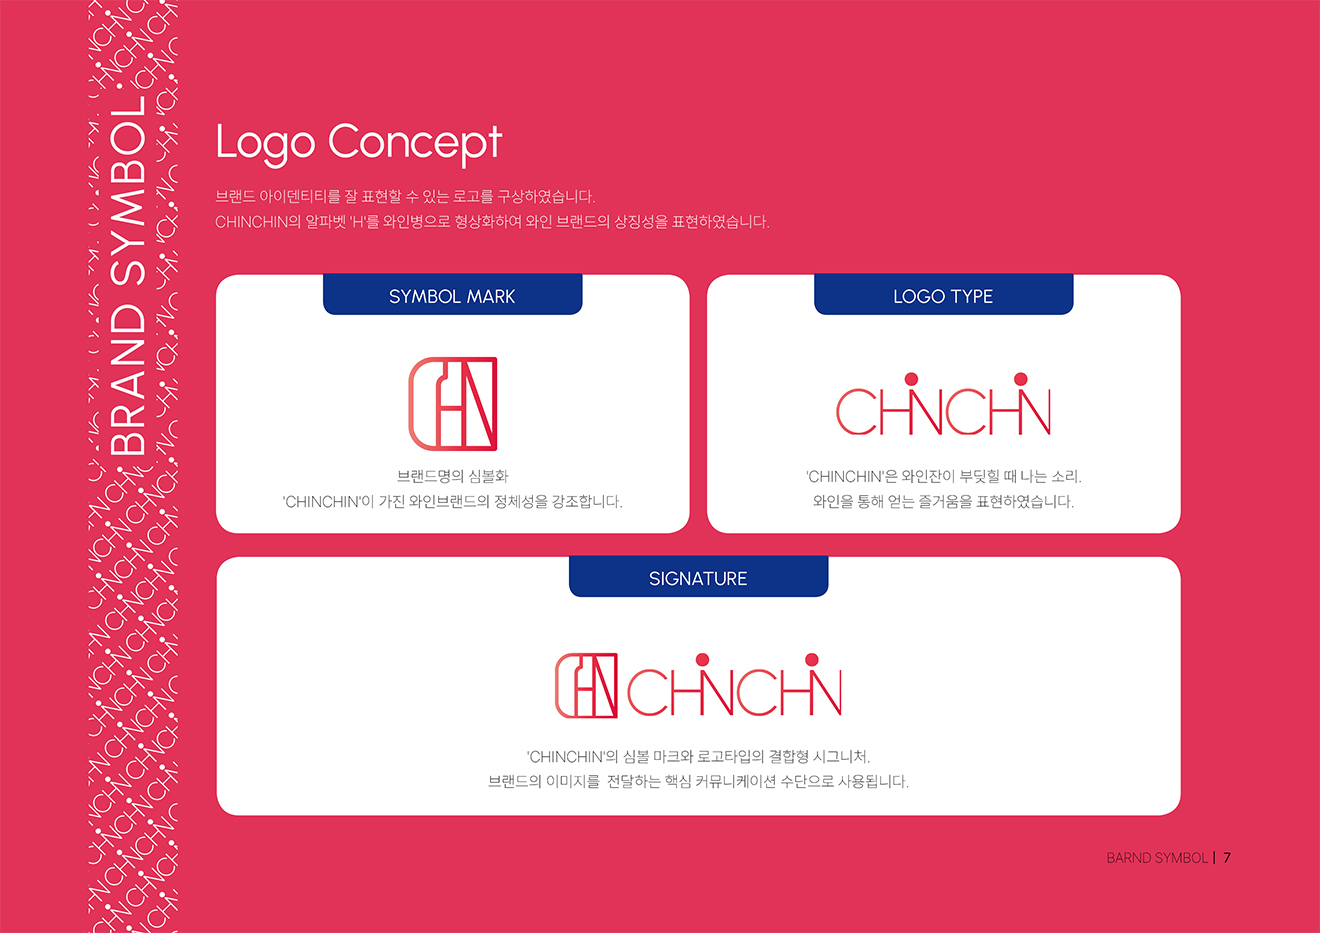 BRAND SYMBOL
Logo Concept
브랜드 아이덴티티를 잘 표현할 수 있는 로고를 구상하였습니다.
CHINCHIN의 알파벳 'H'를 와인병으로 형상화하여 와인 브랜드의 상징성을 표현하였습니다.
SYMBOL MARK
CHN
브랜드명의 심볼화
'CHINCHIN'이 가진 와인브랜드의 정체성을 강조합니다.
LOGO TYPE
CHINCHIN
'CHINCHIN'은 와인잔이 부딪힐 때 나는 소리.
와인을 통해 얻는 즐거움을 표현하였습니다.
SIGNATURE
CHN CHINCHIN
'CHINCHIN'의 심볼 마크와 로고타입의 결합형 시그니처.
브랜드의 이미지를 전달하는 핵심 커뮤니케이션 수단으로 사용됩니다.
BARND SYMBOL | 7